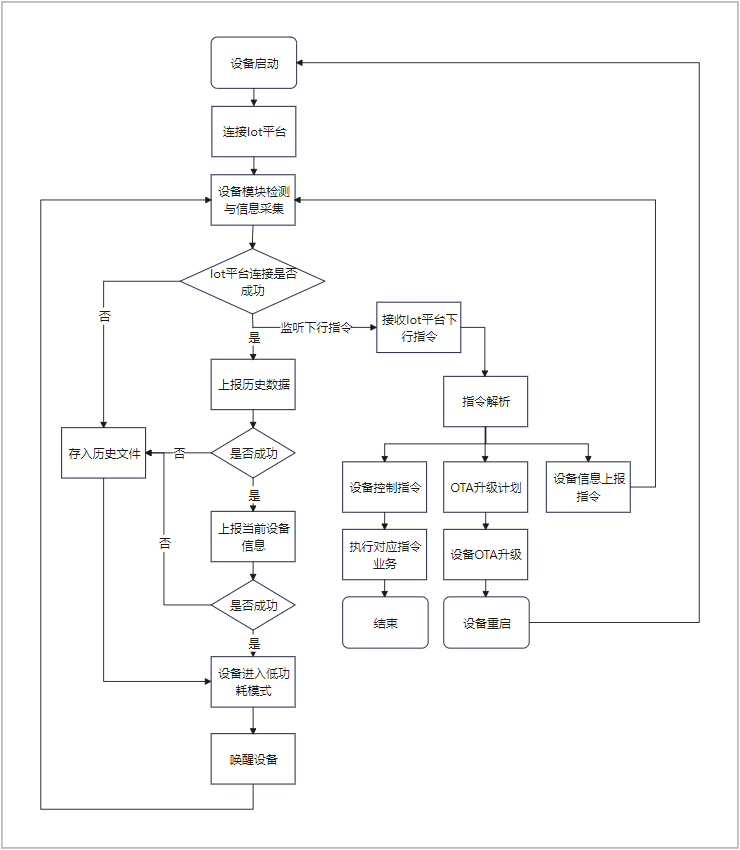 设备启动
连接Iot平台
设备模块检测
与信息采集
Iot平台连接是否
成功
否
监听下行指令
接收Iot平台下
行指令
是
上报历史数据
指令解析
存入历史文件
否
是否成功
设备控制指令
OTA升级计划
设备信息上报
指令
是
上报当前设备
信息
否
执行对应指令
业务
设备OTA升级
是否成功
结束
设备重启
是
设备进入低功
耗模式
唤醒设备